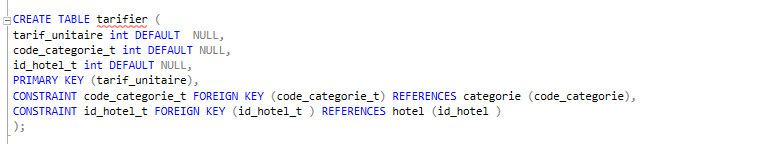 CREATE TABLE tarifier (
tarif_unitaire int DEFAULT  NULL,
code_categorie_t int DEFAULT NULL,
id_hotel_t int DEFAULT NULL,
PRIMARY KEY (tarif_unitaire),
CONSTRAINT code_categorie_t FOREIGN KEY (code_categorie_t) REFERENCES categorie (code_categorie),
CONSTRAINT id_hotel_t FOREIGN KEY (id_hotel_t ) REFERENCES hotel (id_hotel )
);